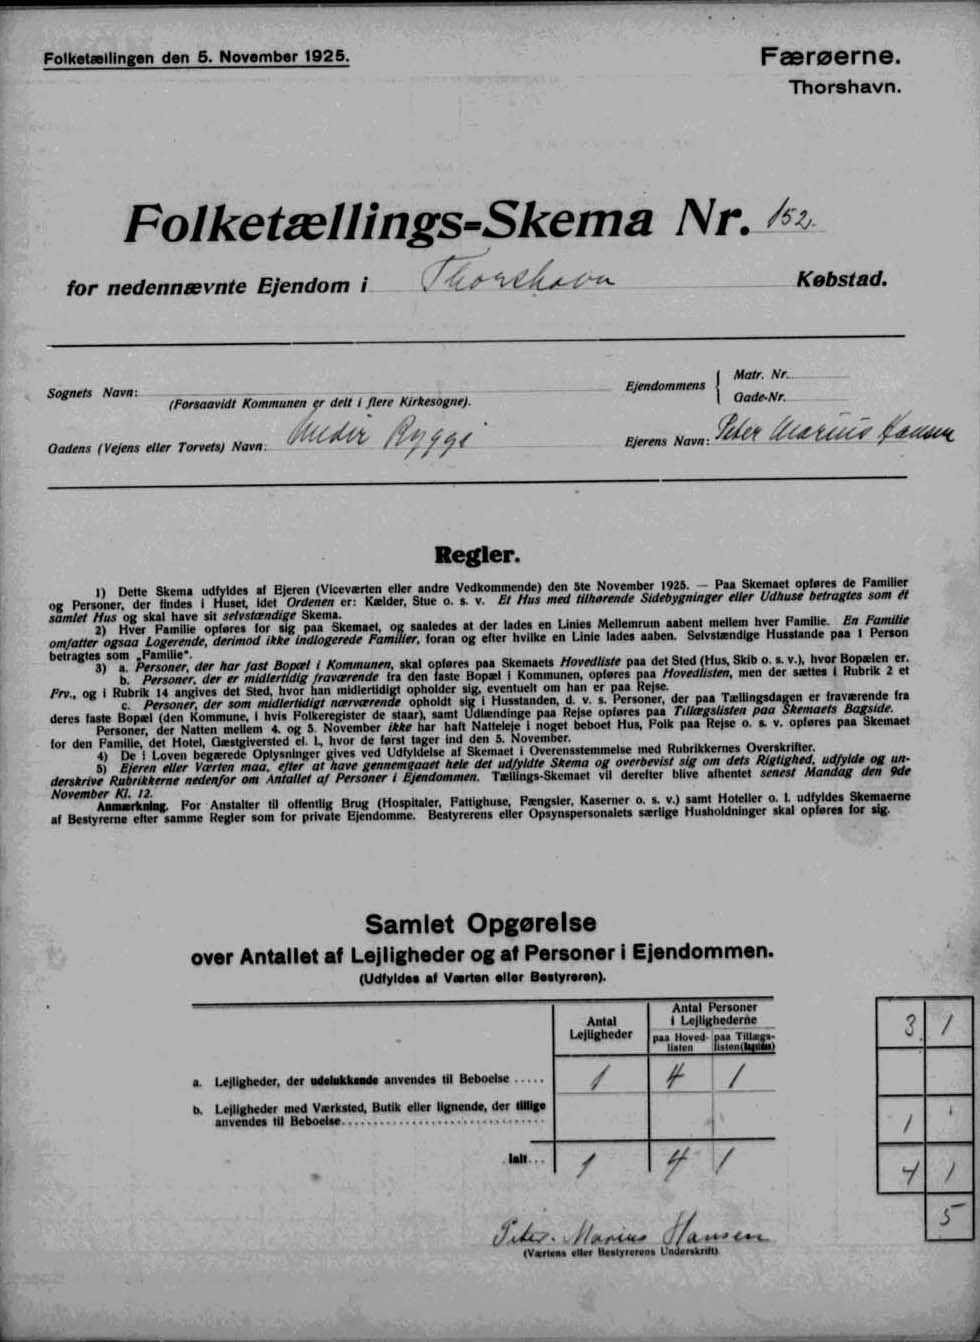 Folketællingen den 5. November 1925.
Færøerne.
Thorshavn.
Folketællings-Skema Nr. 152.
for nedennævnte Ejendom i Thorshavn Købstad.
Sognets Navn:
(Forsaavidt Kommunen er delt i flere Kirkesogne).
Ejendommens
Matr. Nr.
Gade-Nr.
Gadens (Vejens eller Torvets) Navn: Undir Ryggi
Ejerens Navn: Peter Marius Hansen
Regler.
1) Dette Skema udfyldes af Ejeren (Viceværten eller andre Vedkommende) den 5te November 1925. — Paa Skemaet opføres de Familier
og Personer, der findes i Huset, idet Ordenen er: Kælder, Stue o. s. v. Et Hus med tilhørende Sidebygninger eller Udhuse betragtes som ét
samlet Hus og skal have sit selvstændige Skema.
2) Hver Familie opføres for sig paa Skemaet, og saaledes at der lades en Linies Mellemrum aabent mellem hver Familie. En Familie
omfatter ogsaa Logerende, derimod ikke indlogerede Familier, foran og efter hvilke en Linie lades aaben. Selvstændige Husstande paa 1 Person
betragtes som „Familie“.
3) a. Personer, der har fast Bopæl i Kommunen, skal opføres paa Skemaets Hovedliste paa det Sted (Hus, Skib o. s. v.), hvor Bopælen er.
b. Personer, der er midlertidig fraværende fra den faste Bopæl i Kommunen, opføres paa Hovedlisten, men der sættes i Rubrik 2 et
Frv., og i Rubrik 14 angives det Sted, hvor han midlertidigt opholder sig, eventuelt om han er paa Rejse.
c. Personer, der som midlertidigt nærværende opholdt sig i Husstanden, d. v. s. Personer, der paa Tællingsdagen er fraværende fra
deres faste Bopæl (den Kommune, i hvis Folkeregister de staar), samt Udlændinge paa Rejse opføres paa Tillægslisten paa Skemaets Bagside.
Personer, der Natten mellem 4. og 5. November ikke har haft Natteleje i noget beboet Hus, Folk paa Rejse o. s. v. opføres paa Skemaet
for den Familie, det Hotel, Gæstgiversted el. l., hvor de først tager ind den 5. November.
4) De i Loven begærede Oplysninger gives ved Udfyldelse af Skemaet i Overensstemmelse med Rubrikkernes Overskrifter.
5) Ejeren eller Værten maa, efter at have gennemgaaet hele det udfyldte Skema og overbevist sig om dets Rigtighed, udfylde og un-
derskrive Rubrikkerne nedenfor om Antallet af Personer i Ejendommen. Tællings-Skemaet vil derefter blive afhentet senest Mandag den 9de
November Kl. 12.
Anmærkning. For Anstalter til offentlig Brug (Hospitaler, Fattighuse, Fængsler, Kaserner o. s. v.) samt Hoteller o. l. udfyldes Skemaerne
af Bestyrerne efter samme Regler som for private Ejendomme. Bestyrerens eller Opsynspersonalets særlige Husholdninger skal opføres for sig.
Samlet Opgørelse
over Antallet af Lejligheder og af Personer i Ejendommen.
(Udfyldes af Værten eller Bestyreren).
Antal Lejligheder
Antal Personer i Lejlighederne
paa Hoved-listen
paa Tillægs-listen (Bagsiden)
a. Lejligheder, der udelukkende anvendes til Beboelse ..... 1 4 1
b. Lejligheder med Værksted, Butik eller lignende, der tillige
anvendes til Beboelse..............................
Ialt... 1 4 1
3 1
1
4 1
5
Peter. Marius Hansen
(Værtens eller Bestyrerens Underskrift)